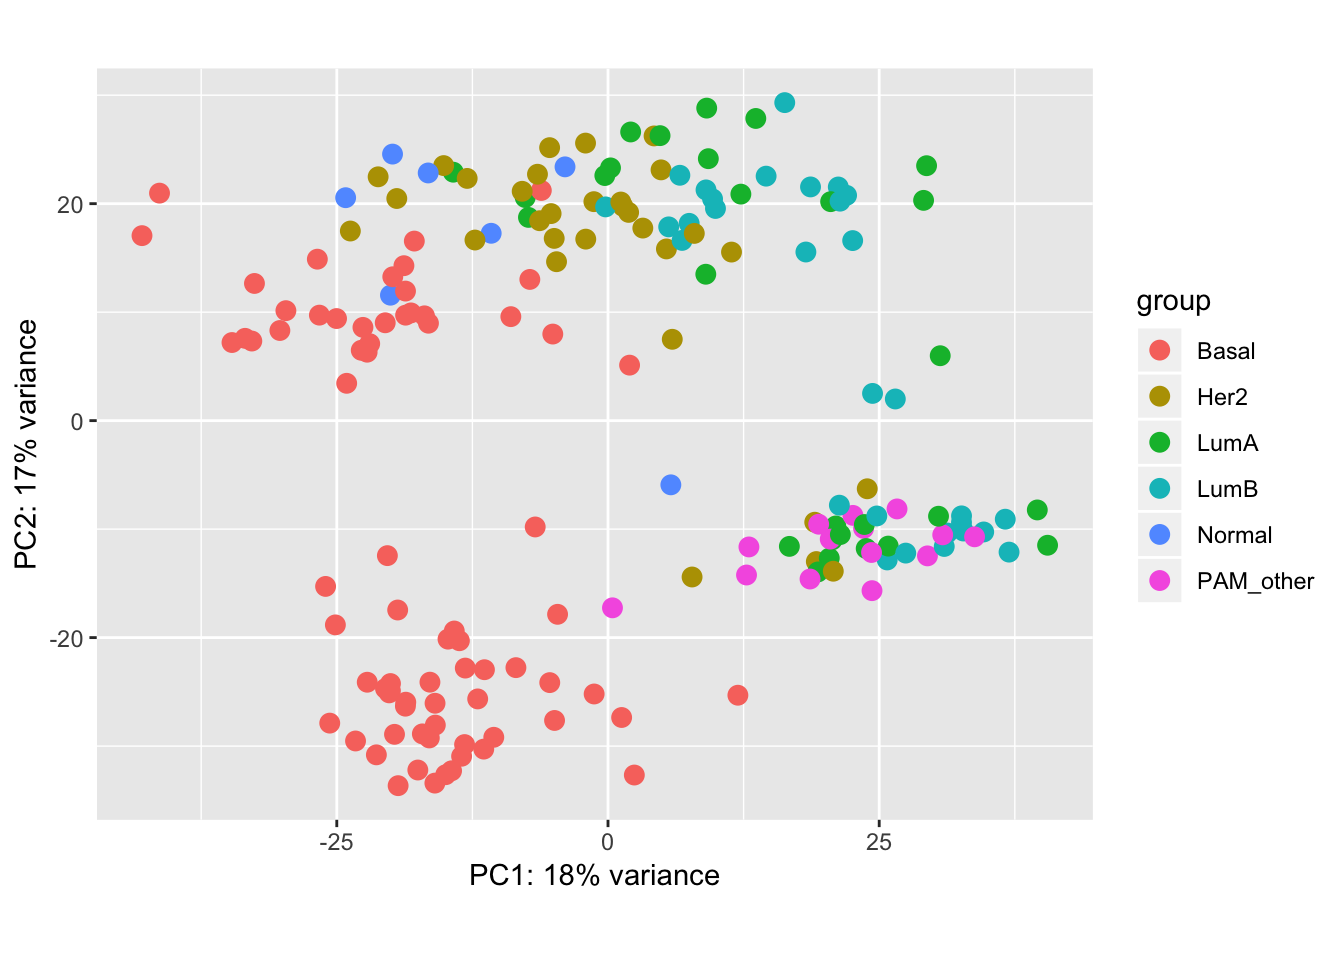 20
0
-20
-25
0
25
PC1: 18% variance
PC2: 17% variance
group
Basal
Her2
LumA
LumB
Normal
PAM_other